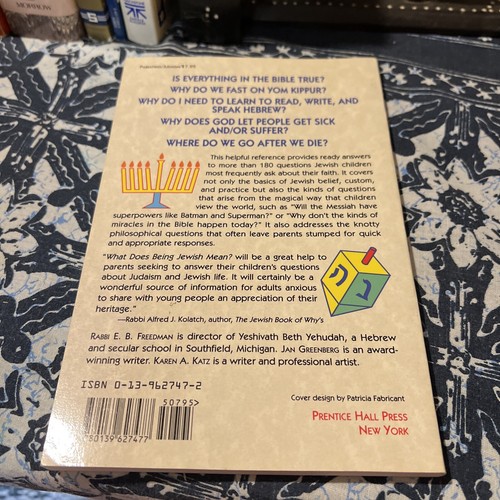 MORROW
IS EVERYTHING IN THE BIBLE TRUE?
WHY DO WE FAST ON YOM KIPPUR?
WHY DO I NEED TO LEARN TO READ, WRITE, AND
SPEAK HEBREW?
WHY DOES GOD LET PEOPLE GET SICK
AND/OR SUFFER?
WHERE DO WE GO AFTER WE DIE?
This helpful reference provides ready answers
to more than 180 questions Jewish children
most frequently ask about their faith. It covers
not only the basics of Jewish belief, custom,
and practice but also the kinds of questions
that arise from the magical way that children
view the world, such as "Will the Messiah have
superpowers like Batman and Superman?" or "Why don't the kinds of
miracles in the Bible happen today?" It also addresses the knotty
philosophical questions that often leave parents stumped for quick
and appropriate responses.
"What Does Being Jewish Mean? will be a great help to
parents seeking to answer their children's questions
about Judaism and Jewish life. It will certainly be a
wonderful source of information for adults anxious
to share with young people an appreciation of their
heritage."
—Rabbi Alfred J. Kolatch, author, The Jewish Book of Why's
ה
נ
RABBI E. B. FREEDMAN is director of Yeshivath Beth Yehudah, a Hebrew
and secular school in Southfield, Michigan. JAN GREENBERG is an award-
winning writer. KAREN A. KATZ is a writer and professional artist.
ISBN 0-13-962747-2
50795>
Cover design by Patricia Fabricant
PRENTICE HALL PRESS
NEW YORK